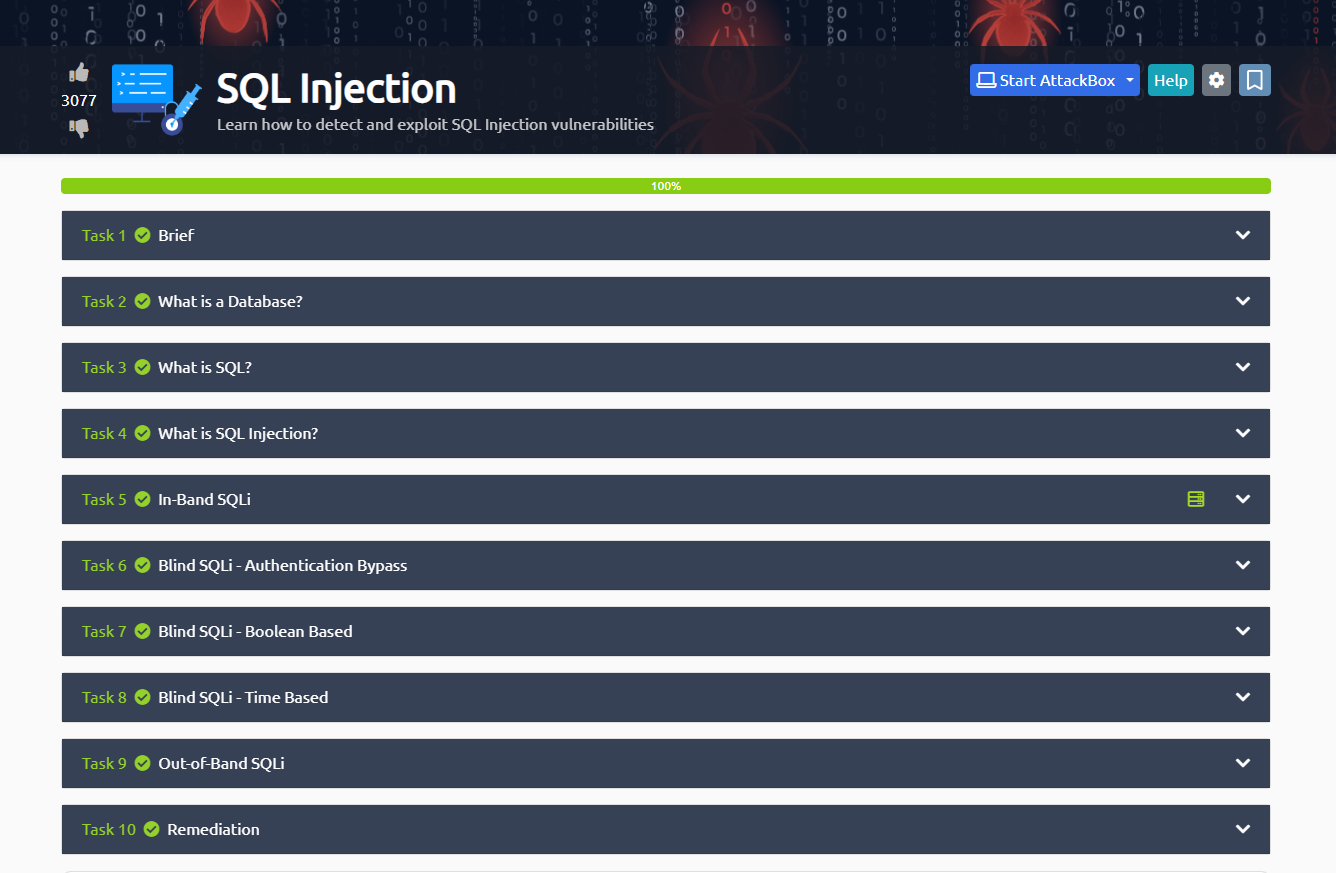 SQL Injection
Start AttackBox
Help
3077
Learn how to detect and exploit SQL Injection vulnerabilities
100%
Task 1 Brief
Task 2 What is a Database?
Task 3 What is SQL?
Task 4 What is SQL Injection?
Task 5 In-Band SQLi
Task 6 Blind SQLi - Authentication Bypass
Task 7 Blind SQLi - Boolean Based
Task 8 Blind SQLi - Time Based
Task 9 Out-of-Band SQLi
Task 10 Remediation